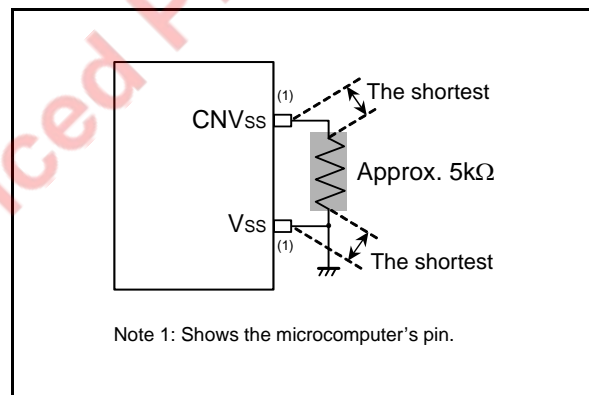 (1)
The shortest
CNVss
Approx. 5kΩ
Vss
(1)
The shortest
Note 1: Shows the microcomputer's pin.